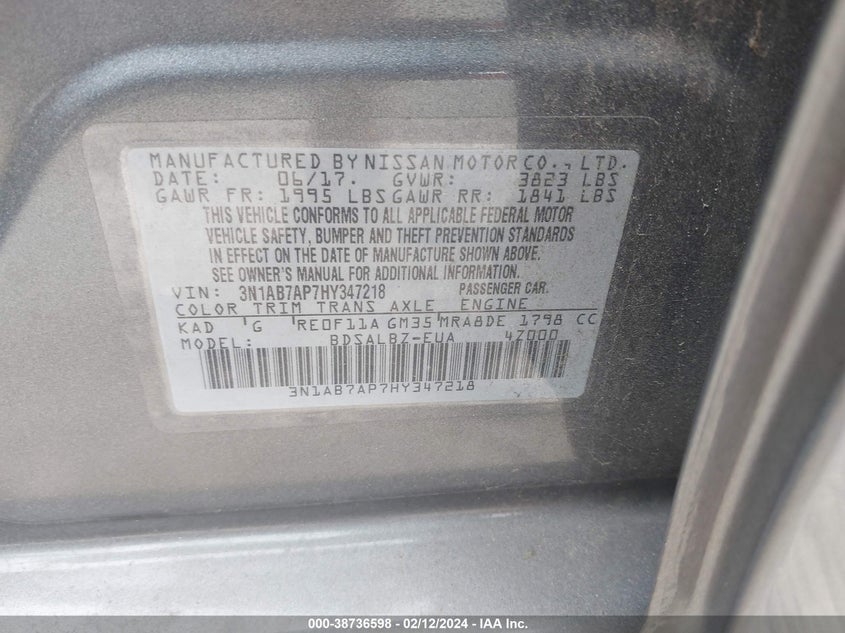 MANUFACTURED BY NISSAN MOTOR CO., LTD.
DATE: 06/17. GVWR: 3823 LBS
GAWR FR: 1995 LBS GAWR RR: 1841 LBS
THIS VEHICLE CONFORMS TO ALL APPLICABLE FEDERAL MOTOR
VEHICLE SAFETY, BUMPER AND THEFT PREVENTION STANDARDS
IN EFFECT ON THE DATE OF MANUFACTURE SHOWN ABOVE.
SEE OWNER'S MANUAL FOR ADDITIONAL INFORMATION.
VIN: 3N1AB7AP7HY347218 PASSENGER CAR.
COLOR TRIM TRANS AXLE ENGINE
KAD G RE0F11A GM35 MRA8DE 1798 CC
MODEL: BDSALBZ-EUA 4Z000
3N1AB7AP7HY347218
000-38736598 - 02/12/2024 - IAA Inc.